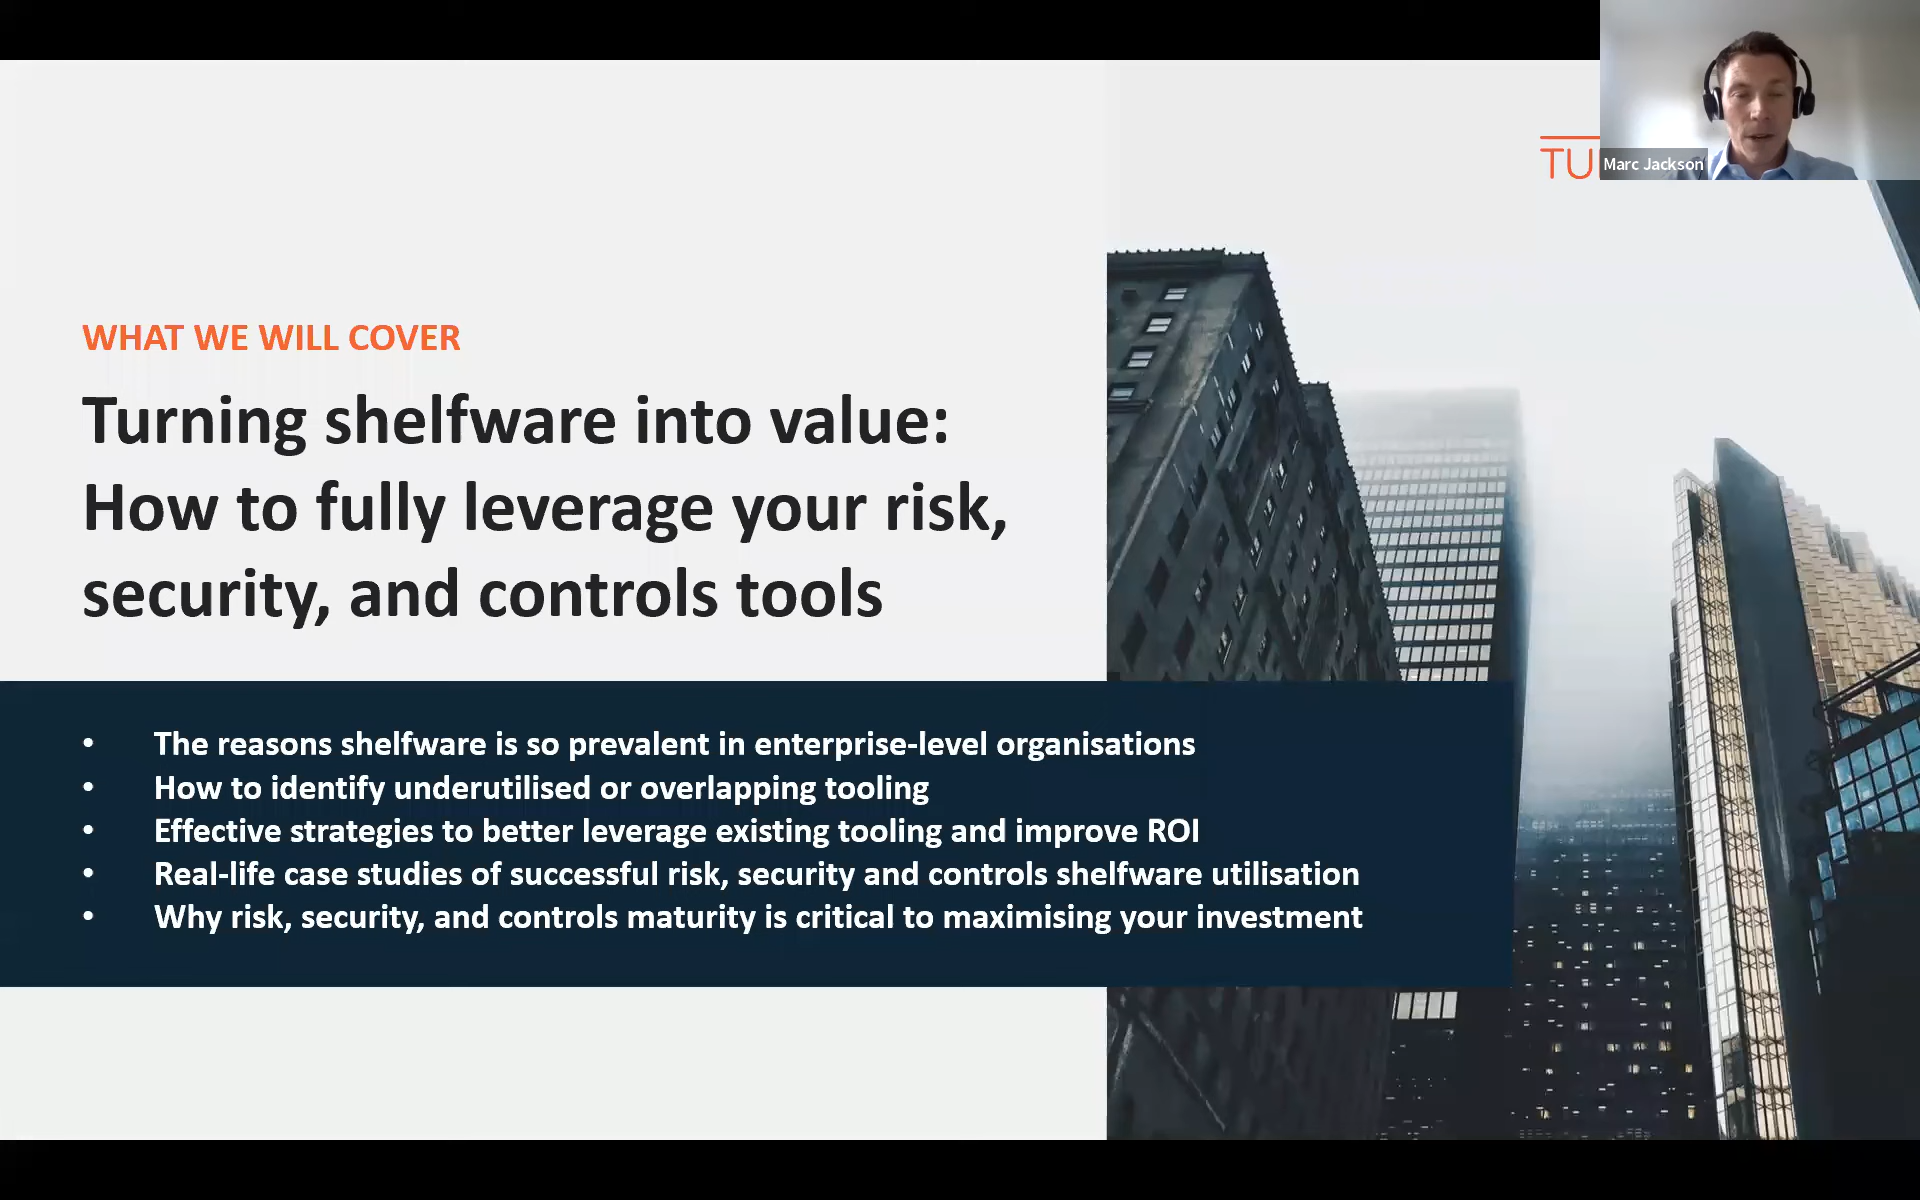 TU
Marc Jackson
WHAT WE WILL COVER
Turning shelfware into value:
How to fully leverage your risk,
security, and controls tools
• The reasons shelfware is so prevalent in enterprise-level organisations
• How to identify underutilised or overlapping tooling
• Effective strategies to better leverage existing tooling and improve ROI
• Real-life case studies of successful risk, security and controls shelfware utilisation
• Why risk, security, and controls maturity is critical to maximising your investment